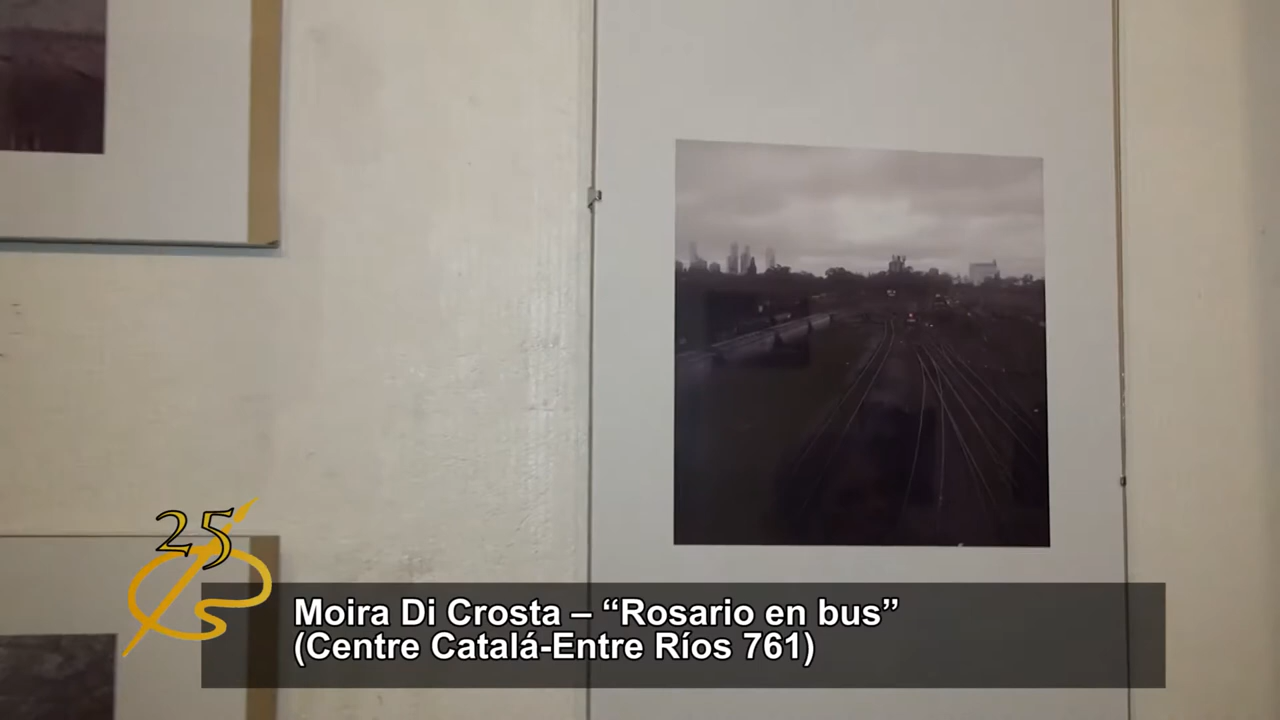 25
Moira Di Crosta – “Rosario en bus”
(Centre Catalá-Entre Ríos 761)